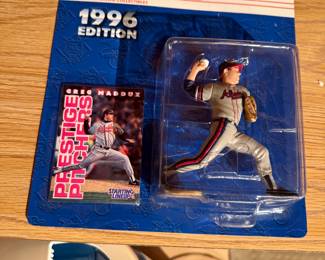 1996
EDITION
GREG MADDUX
PRESTIGE
PITCHERS
STARTING
LINEUP